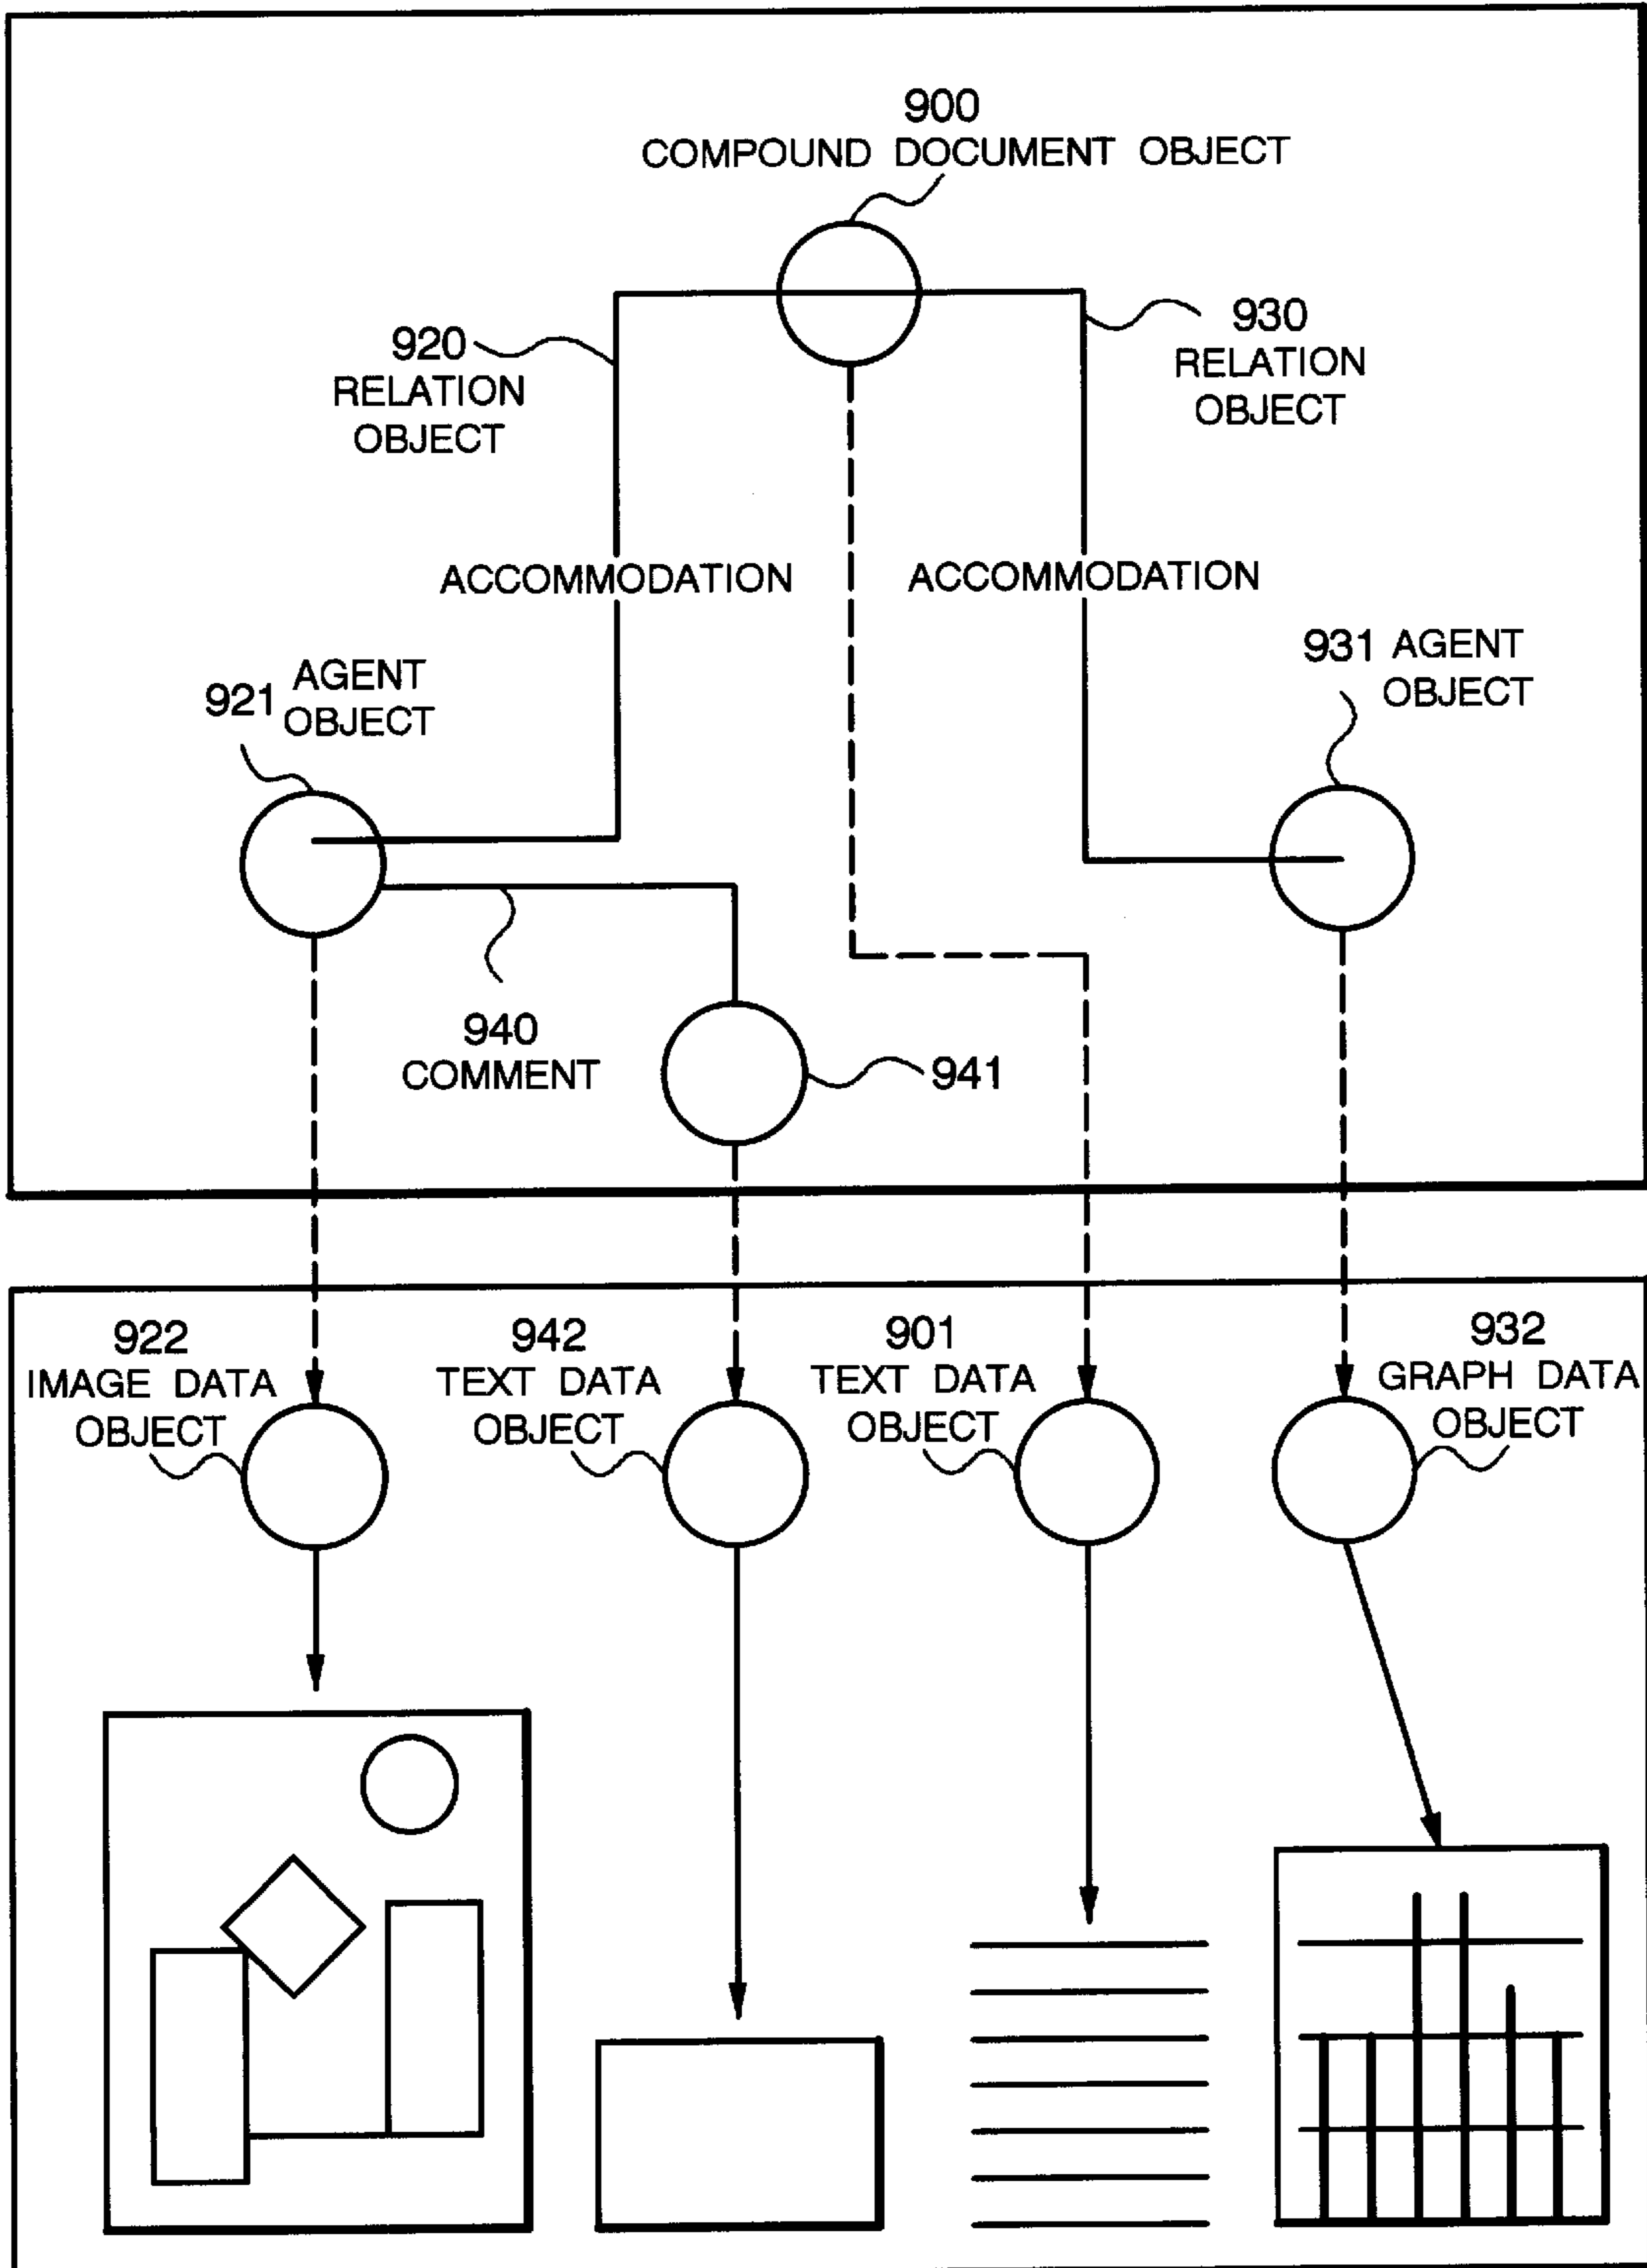 900
COMPOUND DOCUMENT OBJECT
920
RELATION
OBJECT
930
RELATION
OBJECT
ACCOMMODATION
ACCOMMODATION
921 AGENT
OBJECT
931 AGENT
OBJECT
940
COMMENT
941
922
IMAGE DATA
OBJECT
942
TEXT DATA
OBJECT
901
TEXT DATA
OBJECT
932
GRAPH DATA
OBJECT